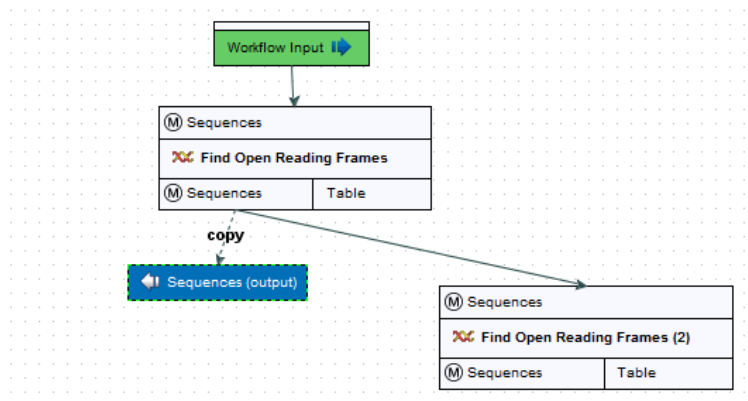 Workflow Input
M Sequences
Find Open Reading Frames
M Sequences Table
copy
Sequences (output)
M Sequences
Find Open Reading Frames (2)
M Sequences Table